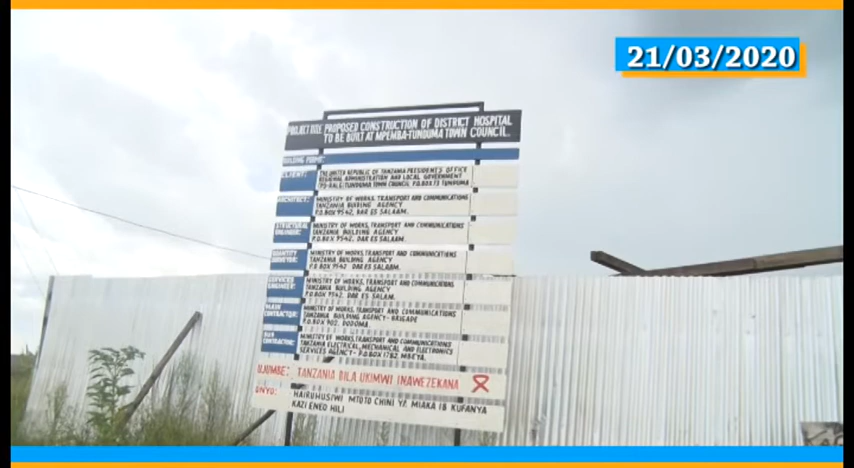 21/03/2020
PROJECT TITLE: PROPOSED CONSTRUCTION OF DISTRICT HOSPITAL
TO BE BUILT AT MPEMBA-TUNDUMA TOWN COUNCIL.
BUILDING FIRMS:
CLIENT: THE UNITED REPUBLIC OF TANZANIA PRESIDENT'S OFFICE
REGIONAL ADMINISTRATION AND LOCAL GOVERNMENT
PO-RALG: TUNDUMA TOWN COUNCIL P.O.BOX 73 TUNDUMA
ARCHITECT: MINISTRY OF WORKS, TRANSPORT AND COMMUNICATIONS
TANZANIA BUIDING AGENCY
P.O.BOX 9542, DAR ES SALAAM.
STRUCTURAL ENGINEER: MINISTRY OF WORKS, TRANSPORT AND COMMUNICATIONS
TANZANIA BUILDING AGENCY
P.O.BOX 9542. DAR ES SALAAM.
QUANTITY SURVEYOR: MINISTRY OF WORKS, TRANSPORT AND COMMUNICATIONS
TANZANIA BUILDING AGENCY
P.O.BOX 9542 DAR ES SALAAM.
SERVICES ENGINEER: MINISTRY OF WORKS, TRANSPORT AND COMMUNICATIONS
TANZANIA BUILDING AGENCY
P.O.BOX 9542. DAR ES SALAAM.
MAIN CONTRACTOR: MINISTRY OF WORKS, TRANSPORT AND COMMUNICATIONS
TANZANIA BUILDING AGENCY- BRIGADE
P.O.BOX 902. DODOMA.
SUB CONTRACTOR: MINISTRY OF WORKS, TRANSPORT AND COMMUNICATIONS
TANZANIA ELECTRICAL, MECHANICAL AND ELECTRONICS
SERVICES AGENCY- P.O.BOX 1782. MBEYA.
UJUMBE: TANZANIA BILA UKIMWI INAWEZEKANA
ONYO: HAIRUHUSIWI MTOTO CHINI YA MIAKA 18 KUFANYA
KAZI ENEO HILI